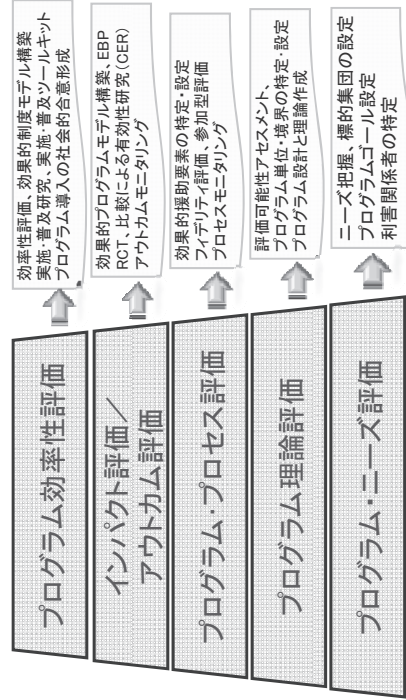 プログラム効率性評価
効率性評価、効果的制度モデル構築
実施・普及研究、実施・普及ツールキット
プログラム導入の社会的合意形成
インパクト評価／
アウトカム評価
効果的プログラムモデル構築、EBP
RCT、比較による有効性研究(CER)
アウトカムモニタリング
プログラム・プロセス評価
効果的援助要素の特定・設定
フィデリティ評価、参加型評価
プロセスモニタリング
プログラム理論評価
評価可能性アセスメント、
プログラム単位・境界の特定・設定
プログラム設計と理論作成
プログラム・ニーズ評価
ニーズ把握、標的集団の設定
プログラムゴール設定
利害関係者の特定